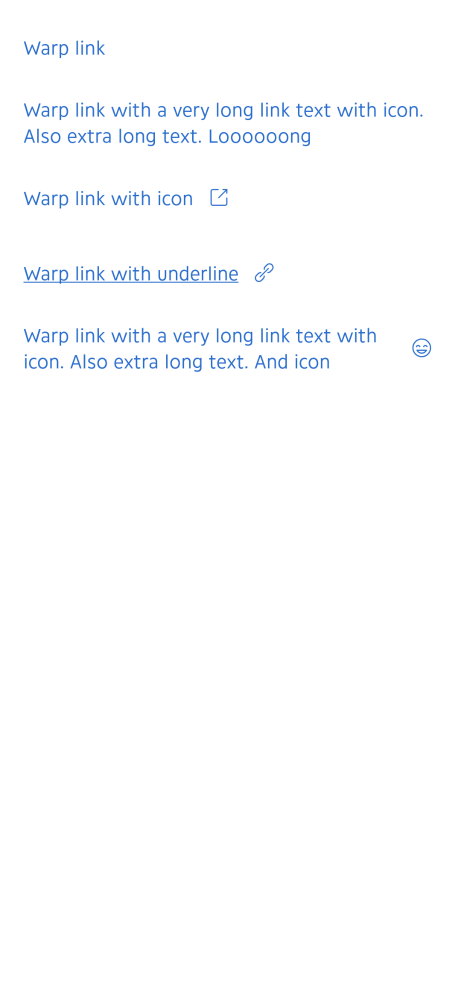 Warp link
Warp link with a very long link text with icon.
Also extra long text. Loooooong
Warp link with icon
Warp link with underline
Warp link with a very long link text with
icon. Also extra long text. And icon